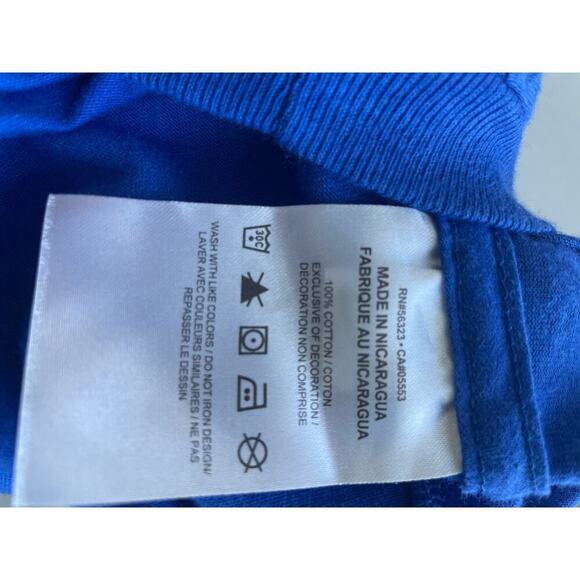 RN#56323 • CA#05553
MADE IN NICARAGUA
FABRIQUE AU NICARAGUA
100% COTTON / COTON
EXCLUSIVE OF DECORATION /
DECORATION NON COMPRISE
30C
WASH WITH LIKE COLORS / DO NOT IRON DESIGN/
LAVER AVEC COULEURS SIMILAIRES / NE PAS
REPASSER LE DESSIN